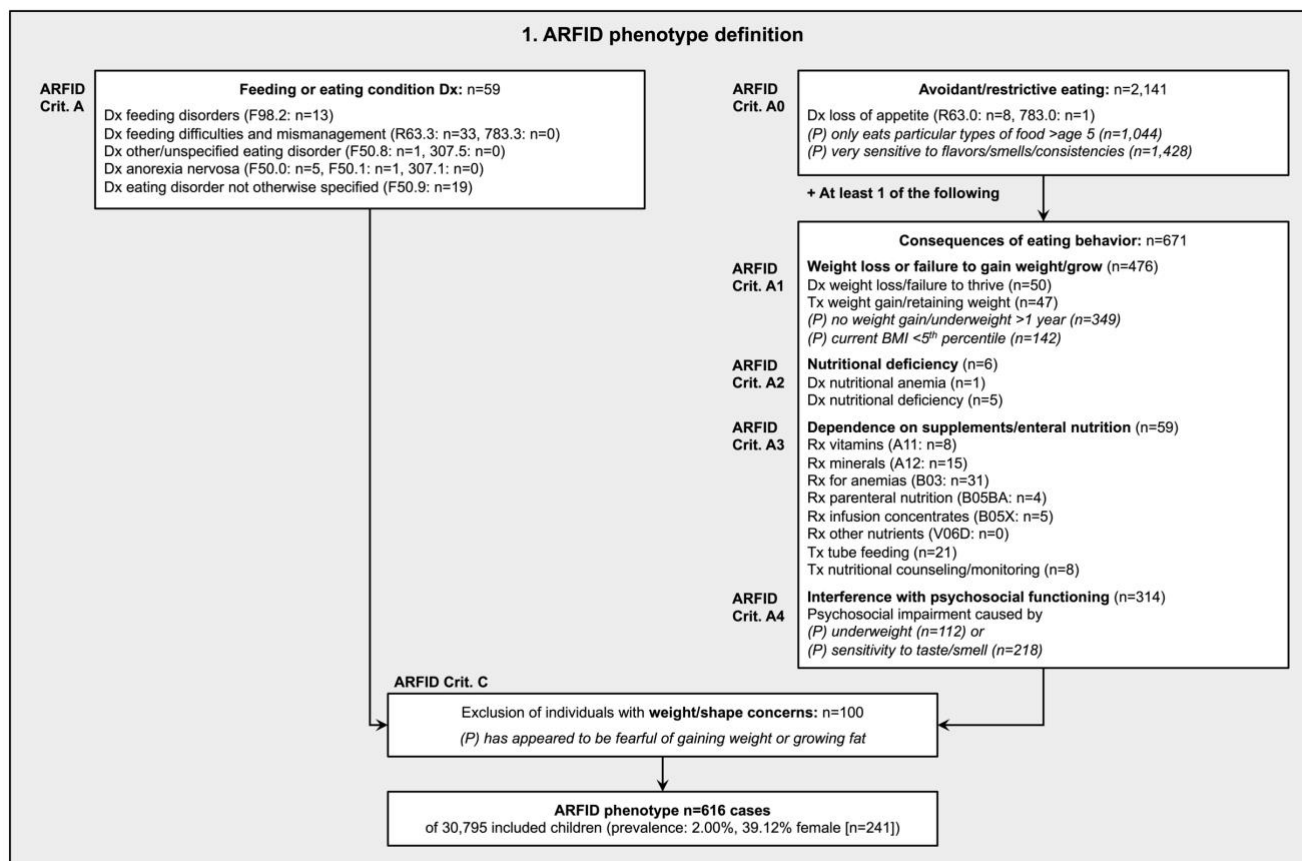 1. ARFID phenotype definition
ARFID
Crit. A
Feeding or eating condition Dx: n=59
Dx feeding disorders (F98.2: n=13)
Dx feeding difficulties and mismanagement (R63.3: n=33, 783.3: n=0)
Dx other/unspecified eating disorder (F50.8: n=1, 307.5: n=0)
Dx anorexia nervosa (F50.0: n=5, F50.1: n=1, 307.1: n=0)
Dx eating disorder not otherwise specified (F50.9: n=19)
ARFID
Crit. A0
Avoidant/restrictive eating: n=2,141
Dx loss of appetite (R63.0: n=8, 783.0: n=1)
(P) only eats particular types of food >age 5 (n=1,044)
(P) very sensitive to flavors/smells/consistencies (n=1,428)
+ At least 1 of the following
Consequences of eating behavior: n=671
ARFID
Crit. A1
Weight loss or failure to gain weight/grow (n=476)
Dx weight loss/failure to thrive (n=50)
Tx weight gain/retaining weight (n=47)
(P) no weight gain/underweight >1 year (n=349)
(P) current BMI <5th percentile (n=142)
ARFID
Crit. A2
Nutritional deficiency (n=6)
Dx nutritional anemia (n=1)
Dx nutritional deficiency (n=5)
ARFID
Crit. A3
Dependence on supplements/enteral nutrition (n=59)
Rx vitamins (A11: n=8)
Rx minerals (A12: n=15)
Rx for anemias (B03: n=31)
Rx parenteral nutrition (B05BA: n=4)
Rx infusion concentrates (B05X: n=5)
Rx other nutrients (V06D: n=0)
Tx tube feeding (n=21)
Tx nutritional counseling/monitoring (n=8)
ARFID
Crit. A4
Interference with psychosocial functioning (n=314)
Psychosocial impairment caused by
(P) underweight (n=112) or
(P) sensitivity to taste/smell (n=218)
ARFID Crit. C
Exclusion of individuals with weight/shape concerns: n=100
(P) has appeared to be fearful of gaining weight or growing fat
ARFID phenotype n=616 cases
of 30,795 included children (prevalence: 2.00%, 39.12% female [n=241])